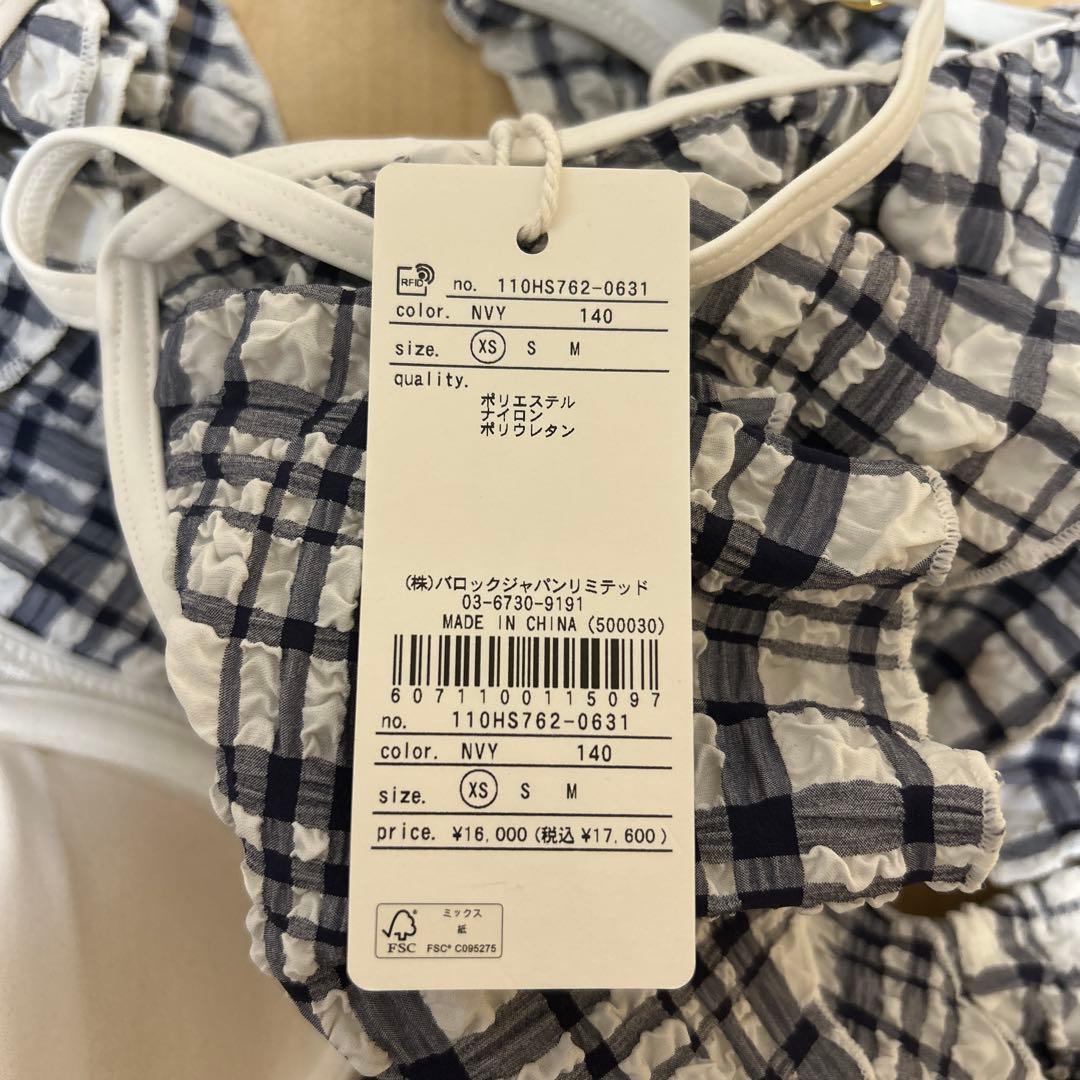 RFID
no. 110HS762-0631
color. NVY 140
size. XS S M
quality.
ポリエステル
ナイロン
ポリウレタン
(株)バロックジャパンリミテッド
03-6730-9191
MADE IN CHINA (500030)
6071100115097
no. 110HS762-0631
color. NVY 140
size. XS S M
price. ¥16,000 (税込 ¥17,600)
ミックス
紙
FSC FSC® C095275